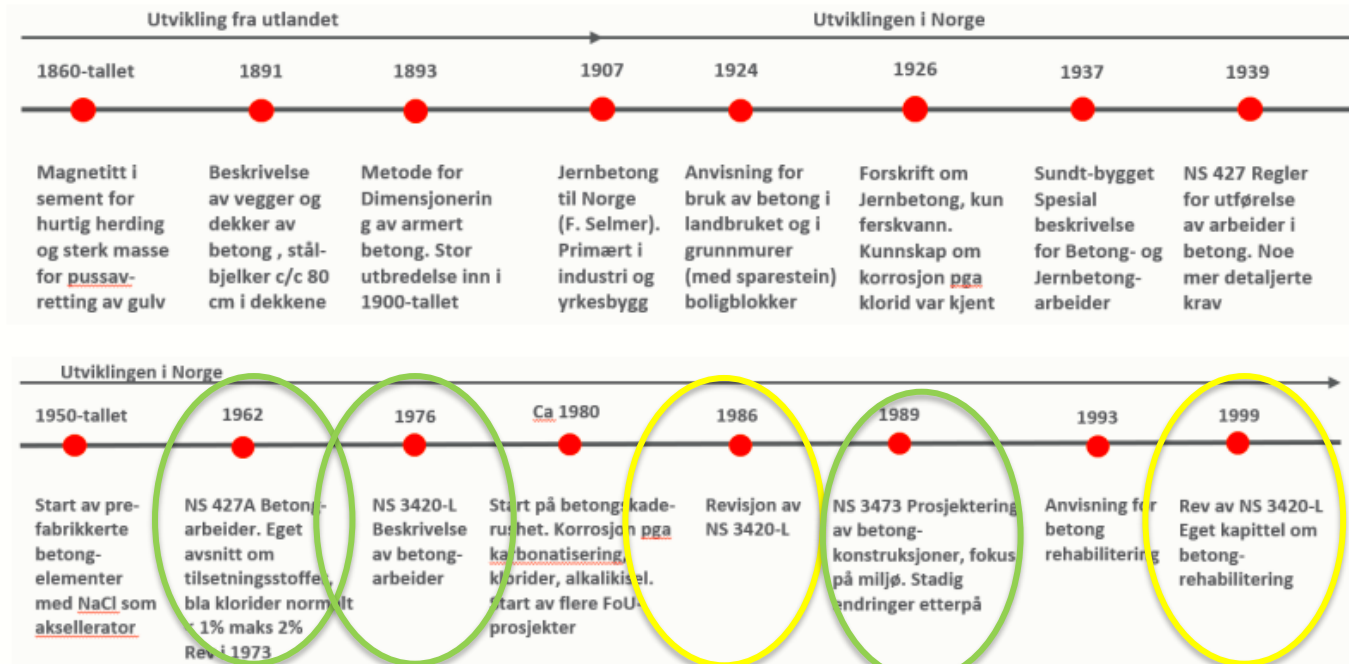 Utvikling fra utlandet
Utviklingen i Norge
1860-tallet
1891
1893
1907
1924
1926
1937
1939
Magnetitt i
sement for
hurtig herding
og sterk masse
for pussav-
retting av gulv
Beskrivelse
av vegger og
dekker av
betong , stål-
bjelker c/c 80
cm i dekkene
Metode for
Dimensjonerin
g av armert
betong. Stor
utbredelse inn i
1900-tallet
Jernbetong
til Norge
(F. Selmer).
Primært i
industri og
yrkesbygg
Anvisning for
bruk av betong i
landbruket og i
grunnmurer
(med sparestein)
boligblokker
Forskrift om
Jernbetong, kun
ferskvann.
Kunnskap om
korrosjon pga
klorid var kjent
Sundt-bygget
Spesial
beskrivelse
for Betong- og
Jernbetong-
arbeider
NS 427 Regler
for utførelse
av arbeider i
betong. Noe
mer detaljerte
krav
Utviklingen i Norge
1950-tallet
1962
1976
Ca 1980
1986
1989
1993
1999
Start av pre-
fabrikkerte
betong-
elementer
med NaCl som
aksellerator
NS 427A Betong-
arbeider. Eget
avsnitt om
tilsetningsstoffer,
bla klorider normalt
1% maks 2%
Rev i 1973
NS 3420-L
Beskrivelse
av betong-
arbeider
Start på betongskade-
rushet. Korrosjon pga
karbonatisering,
klorider, alkalikisel.
Start av flere FoU-
prosjekter
Revisjon av
NS 3420-L
NS 3473 Prosjektering
av betong-
konstruksjoner, fokus
på miljø. Stadig
endringer etterpå
Anvisning for
betong
rehabilitering
Rev av NS 3420-L
Eget kapittel om
betong-
rehabilitering